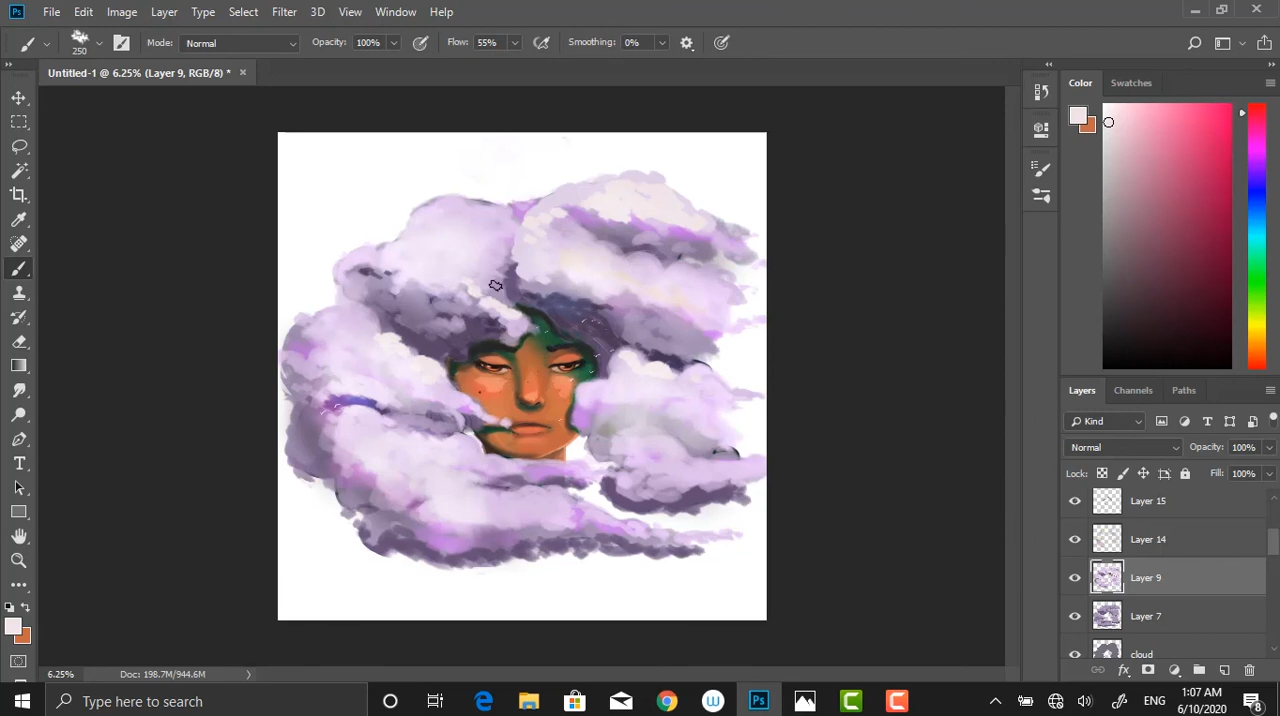 Ps File Edit Image Layer Type Select Filter 3D View Window Help
250 Mode: Normal Opacity: 100% Flow: 55% Smoothing: 0%
Untitled-1 @ 6.25% (Layer 9, RGB/8) *
Color Swatches
Layers Channels Paths
Kind
Normal Opacity: 100%
Lock: Fill: 100%
Layer 15
Layer 14
Layer 9
Layer 7
cloud
6.25% Doc: 198.7M/944.6M
Type here to search
ENG
1:07 AM
6/10/2020
8